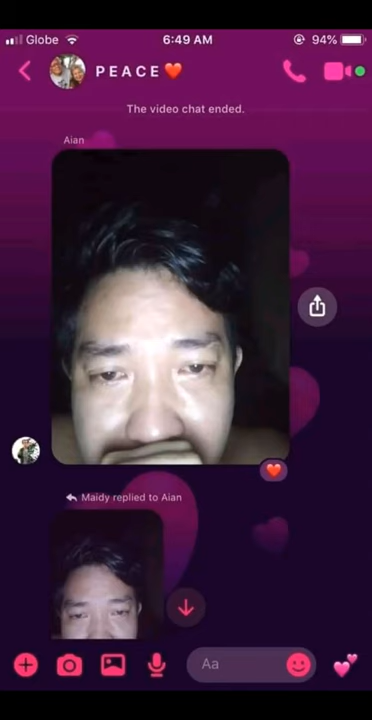 Globe
6:49 AM
94%
PEACE❤️
The video chat ended.
Aian
Maidy replied to Aian
Aa